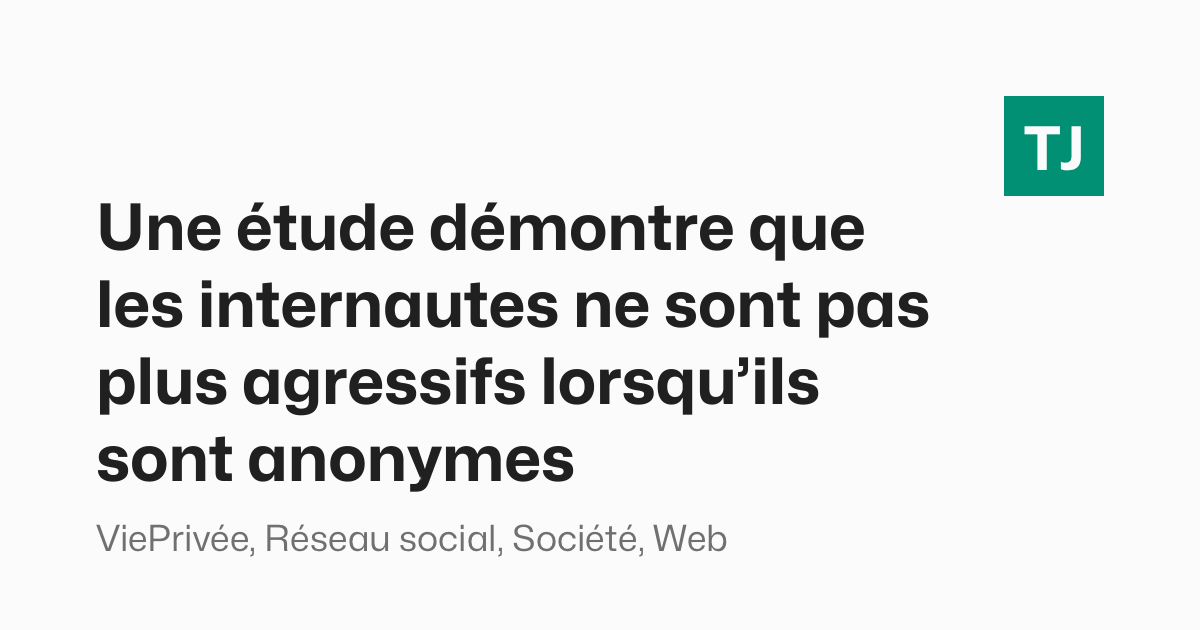 TJ
Une étude démontre que
les internautes ne sont pas
plus agressifs lorsqu’ils
sont anonymes
ViePrivée, Réseau social, Société, Web